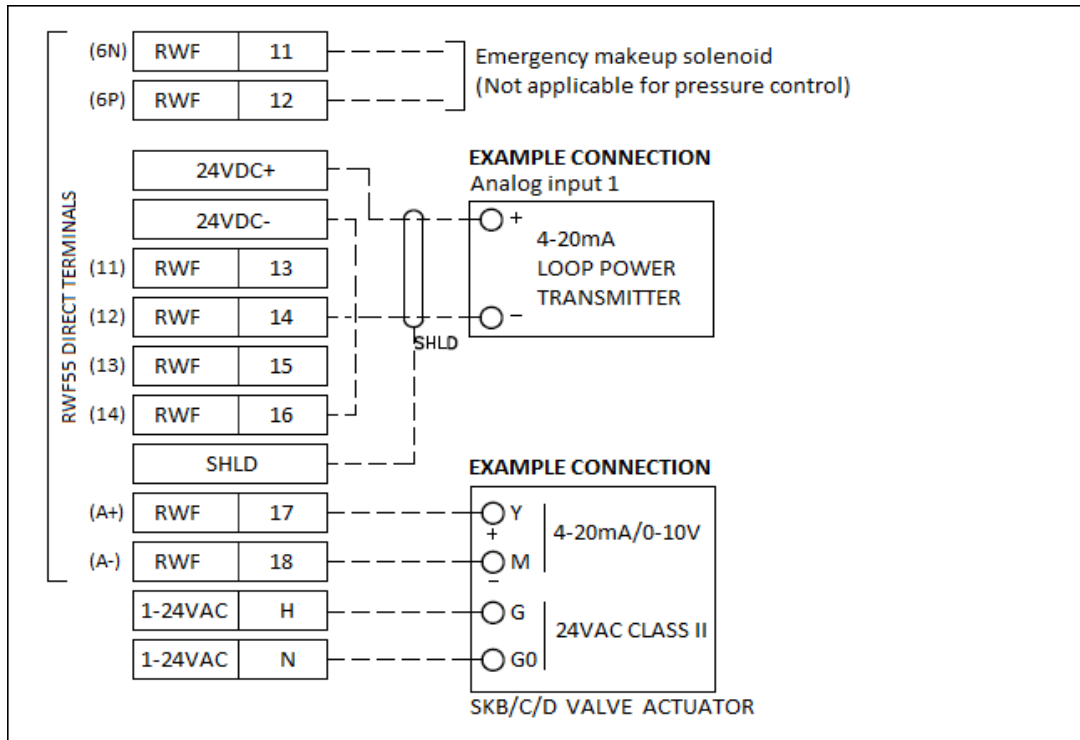 (6N) RWF 11
(6P) RWF 12
Emergency makeup solenoid
(Not applicable for pressure control)
RWF55 DIRECT TERMINALS
24VDC+
24VDC-
(11) RWF 13
(12) RWF 14
(13) RWF 15
(14) RWF 16
SHLD
(A+) RWF 17
(A-) RWF 18
1-24VAC H
1-24VAC N
EXAMPLE CONNECTION
Analog input 1
+
4-20mA
LOOP POWER
TRANSMITTER
−
SHLD
EXAMPLE CONNECTION
Y
+
4-20mA/0-10V
M
−
G
24VAC CLASS II
G0
SKB/C/D VALVE ACTUATOR